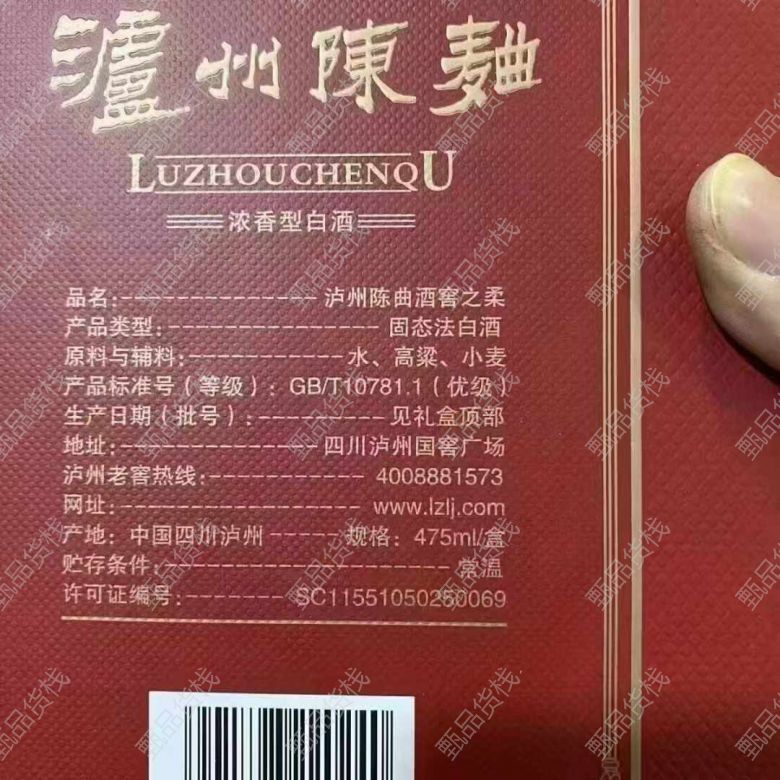 瀘州陳麯
LUZHOUCHENQU
浓香型白酒
品名:---------------泸州陈曲酒窖之柔
产品类型:----------------固态法白酒
原料与辅料:------------水、高粱、小麦
产品标准号(等级):GB/T10781.1(优级)
生产日期(批号):---------见礼盒顶部
地址:---------------四川泸州国窖广场
泸州老窖热线:------------4008881573
网址:------------------www.lzlj.com
产地:中国四川泸州-----规格:475ml/盒
贮存条件:---------------------常温
许可证编号:-------SC11551050250069
甄品货栈